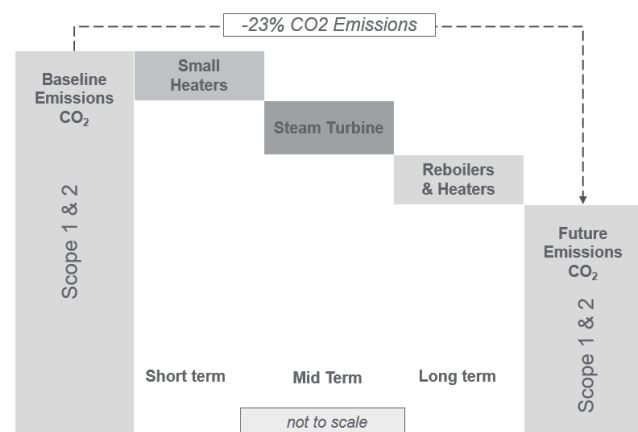 -23% CO2 Emissions
Baseline
Emissions
CO₂
Scope 1 & 2
Small
Heaters
Steam Turbine
Reboilers
& Heaters
Future
Emissions
CO₂
Scope 1 & 2
Short term
Mid Term
Long term
not to scale